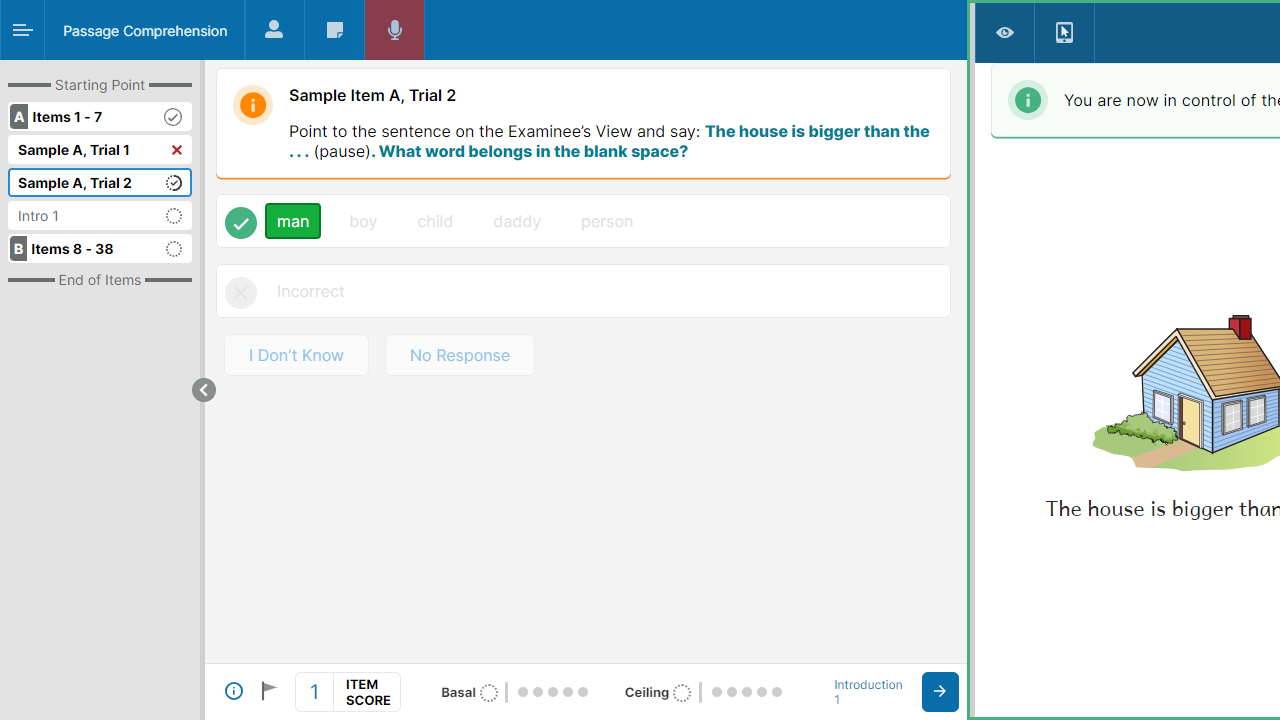 Passage Comprehension
Starting Point
A Items 1 - 7
Sample A, Trial 1
Sample A, Trial 2
Intro 1
B Items 8 - 38
End of Items
Sample Item A, Trial 2
Point to the sentence on the Examinee’s View and say: The house is bigger than the
. . . (pause). What word belongs in the blank space?
man boy child daddy person
Incorrect
I Don’t Know No Response
1 ITEM
SCORE
Basal
Ceiling
Introduction
1
You are now in control of the
The house is bigger than